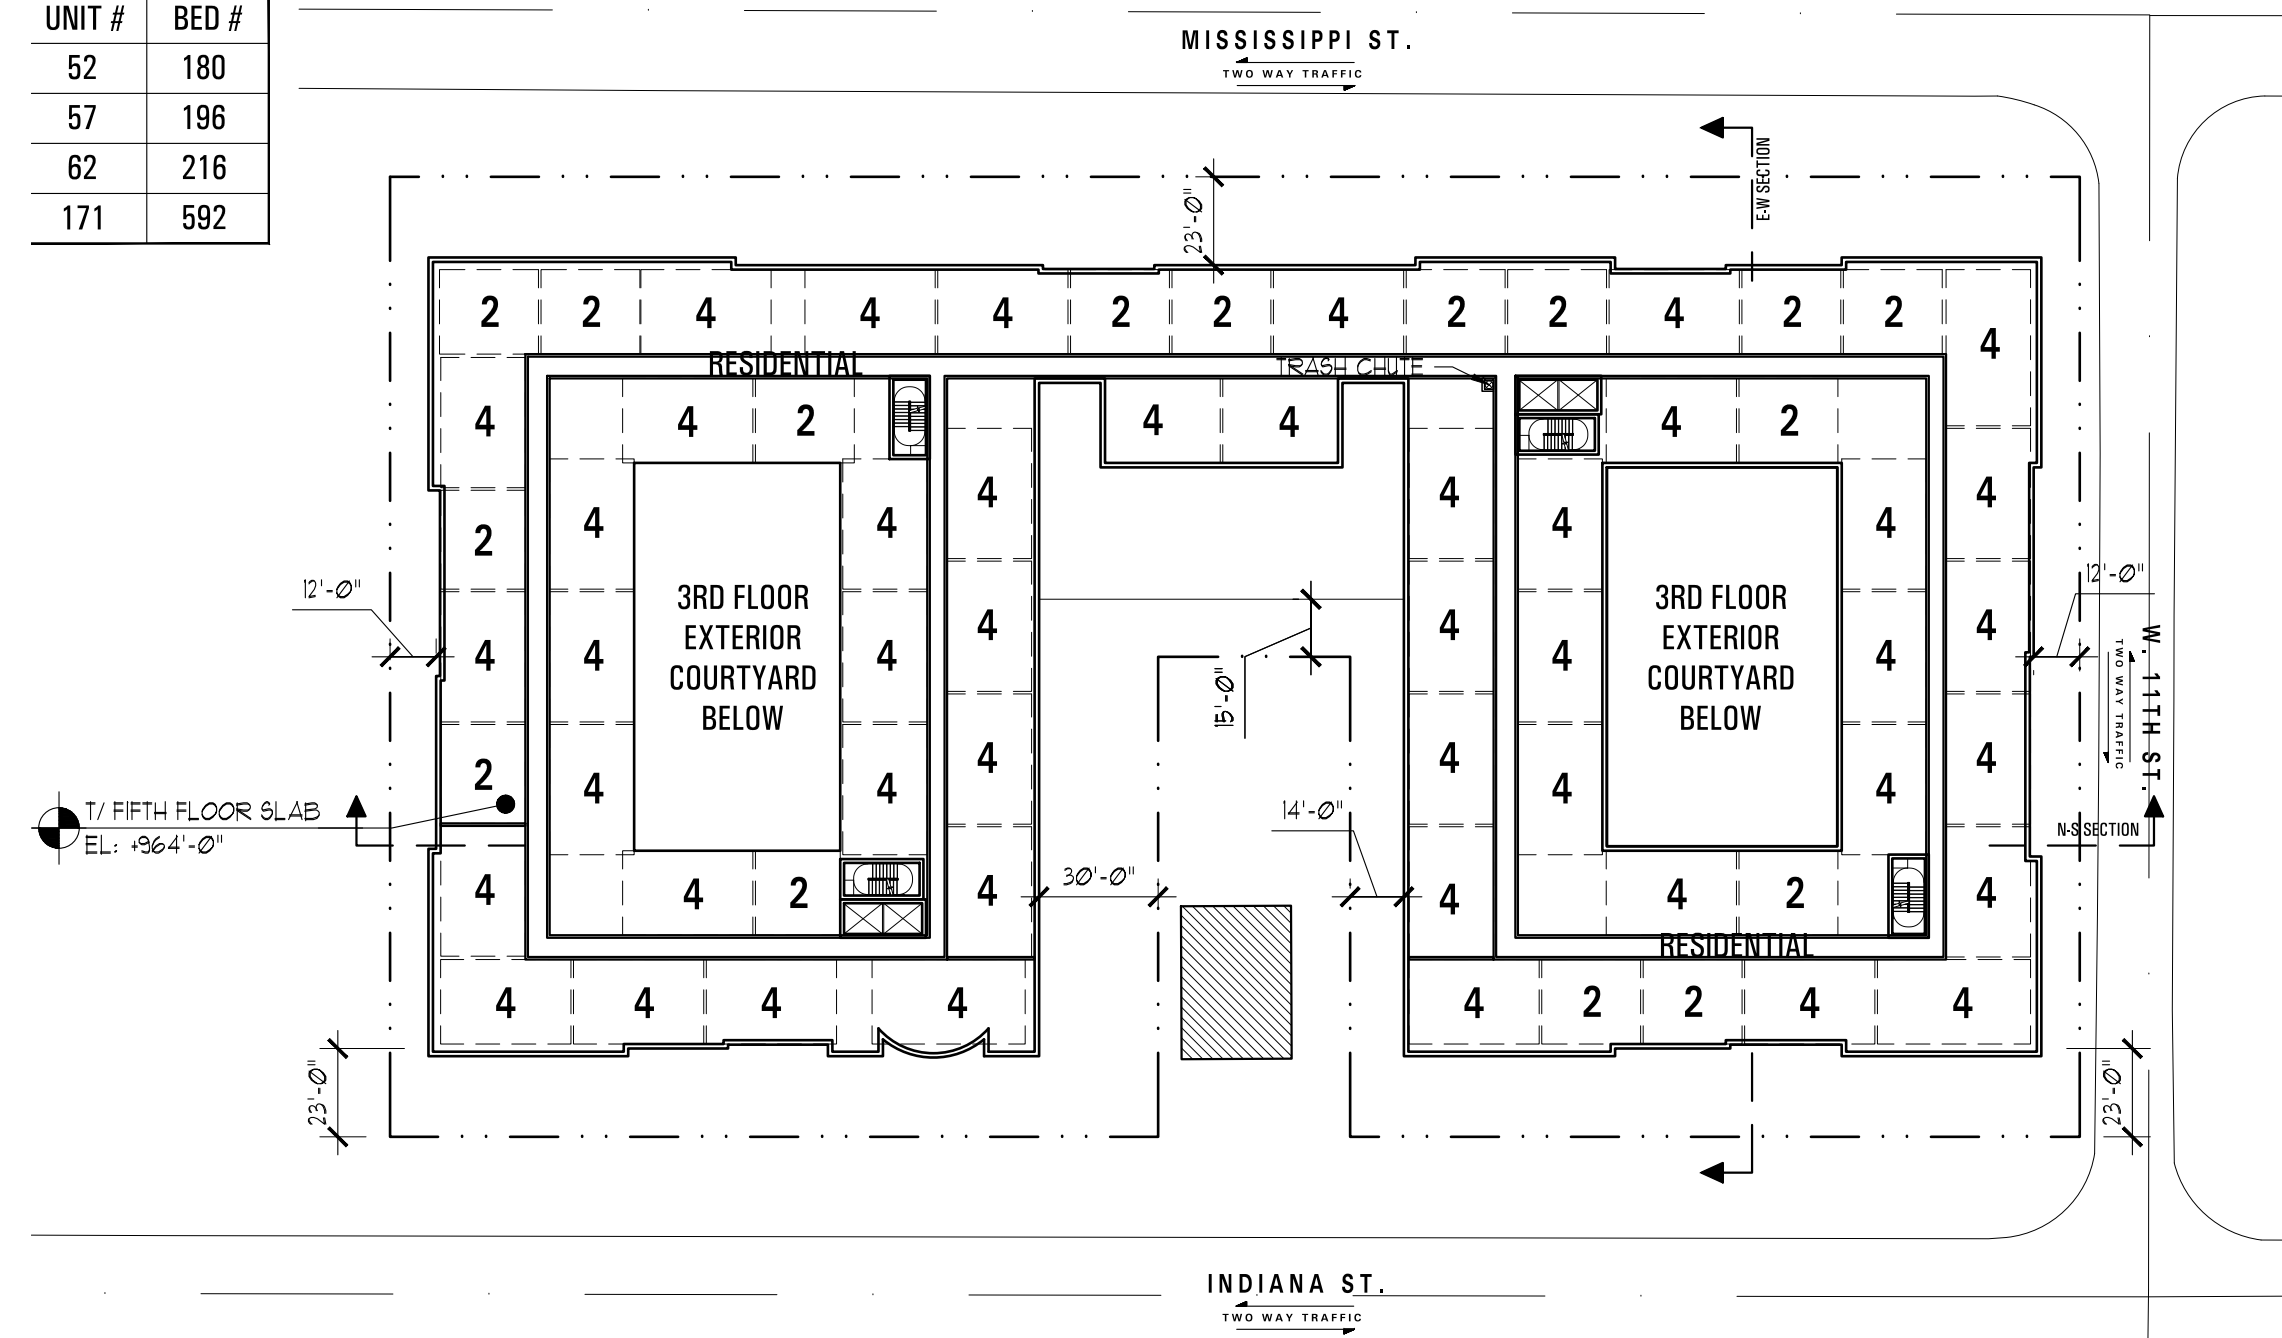 UNIT # BED #
52 180
57 196
62 216
171 592
MISSISSIPPI ST.
TWO WAY TRAFFIC
E-W SECTION
23'-0"
2 2 4 4 4 2 2 4 2 2 4 2 2 4
RESIDENTIAL
TRASH CHUTE
4 4 2 4 4 4 2
4 4 4 4
4 4 4 4
2
3RD FLOOR
EXTERIOR
COURTYARD
BELOW
3RD FLOOR
EXTERIOR
COURTYARD
BELOW
12'-0"
12'-0"
4 4 4
4 4 4 4
4 4 4
15'-0"
W. 11TH ST.
TWO WAY TRAFFIC
2 4 4 4
4 4 4 4
T/ FIFTH FLOOR SLAB
EL: +964'-0"
14'-0"
N-S SECTION
30'-0"
4 4 2 4
4 4 2 4
RESIDENTIAL
4 4 4 4
4 2 2 4 4
23'-0"
23'-0"
INDIANA ST.
TWO WAY TRAFFIC